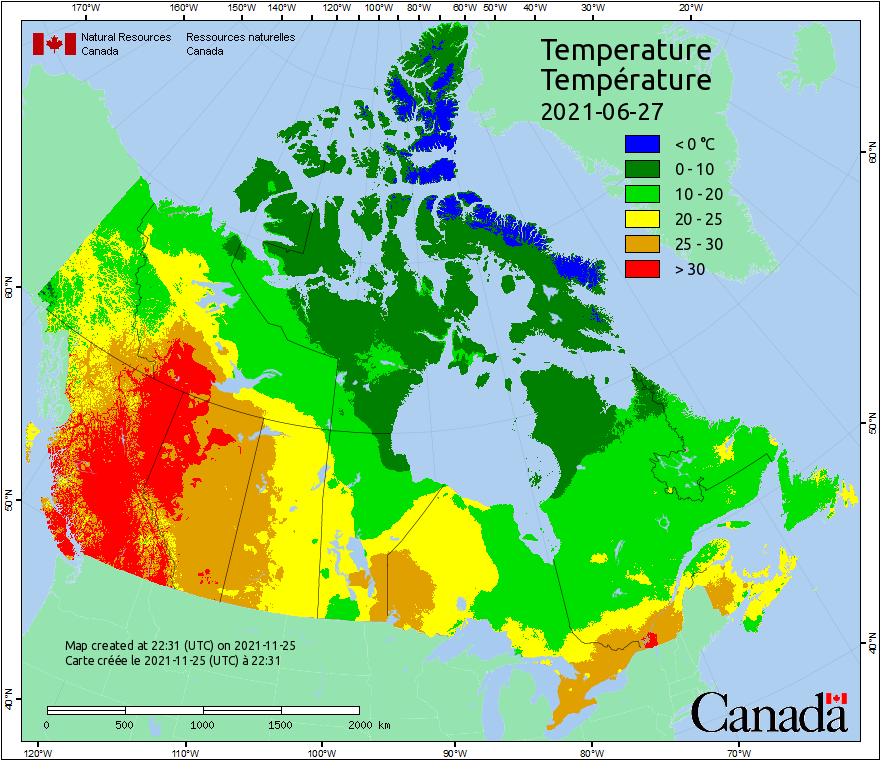 170°W 160°W 150°W 140°W 130°W 120°W 110°W 100°W 80°W 60°W 50°W 40°W 30°W 20°W
Natural Resources Ressources naturelles
Canada Canada
Temperature
Température
2021-06-27
< 0 °C
0 - 10
10 - 20
20 - 25
25 - 30
> 30
60°N
60°N
50°N
50°N
40°N
40°N
Map created at 22:31 (UTC) on 2021-11-25
Carte créée le 2021-11-25 (UTC) à 22:31
0 500 1000 1500 2000 km
Canada
120°W 110°W 100°W 90°W 80°W 70°W